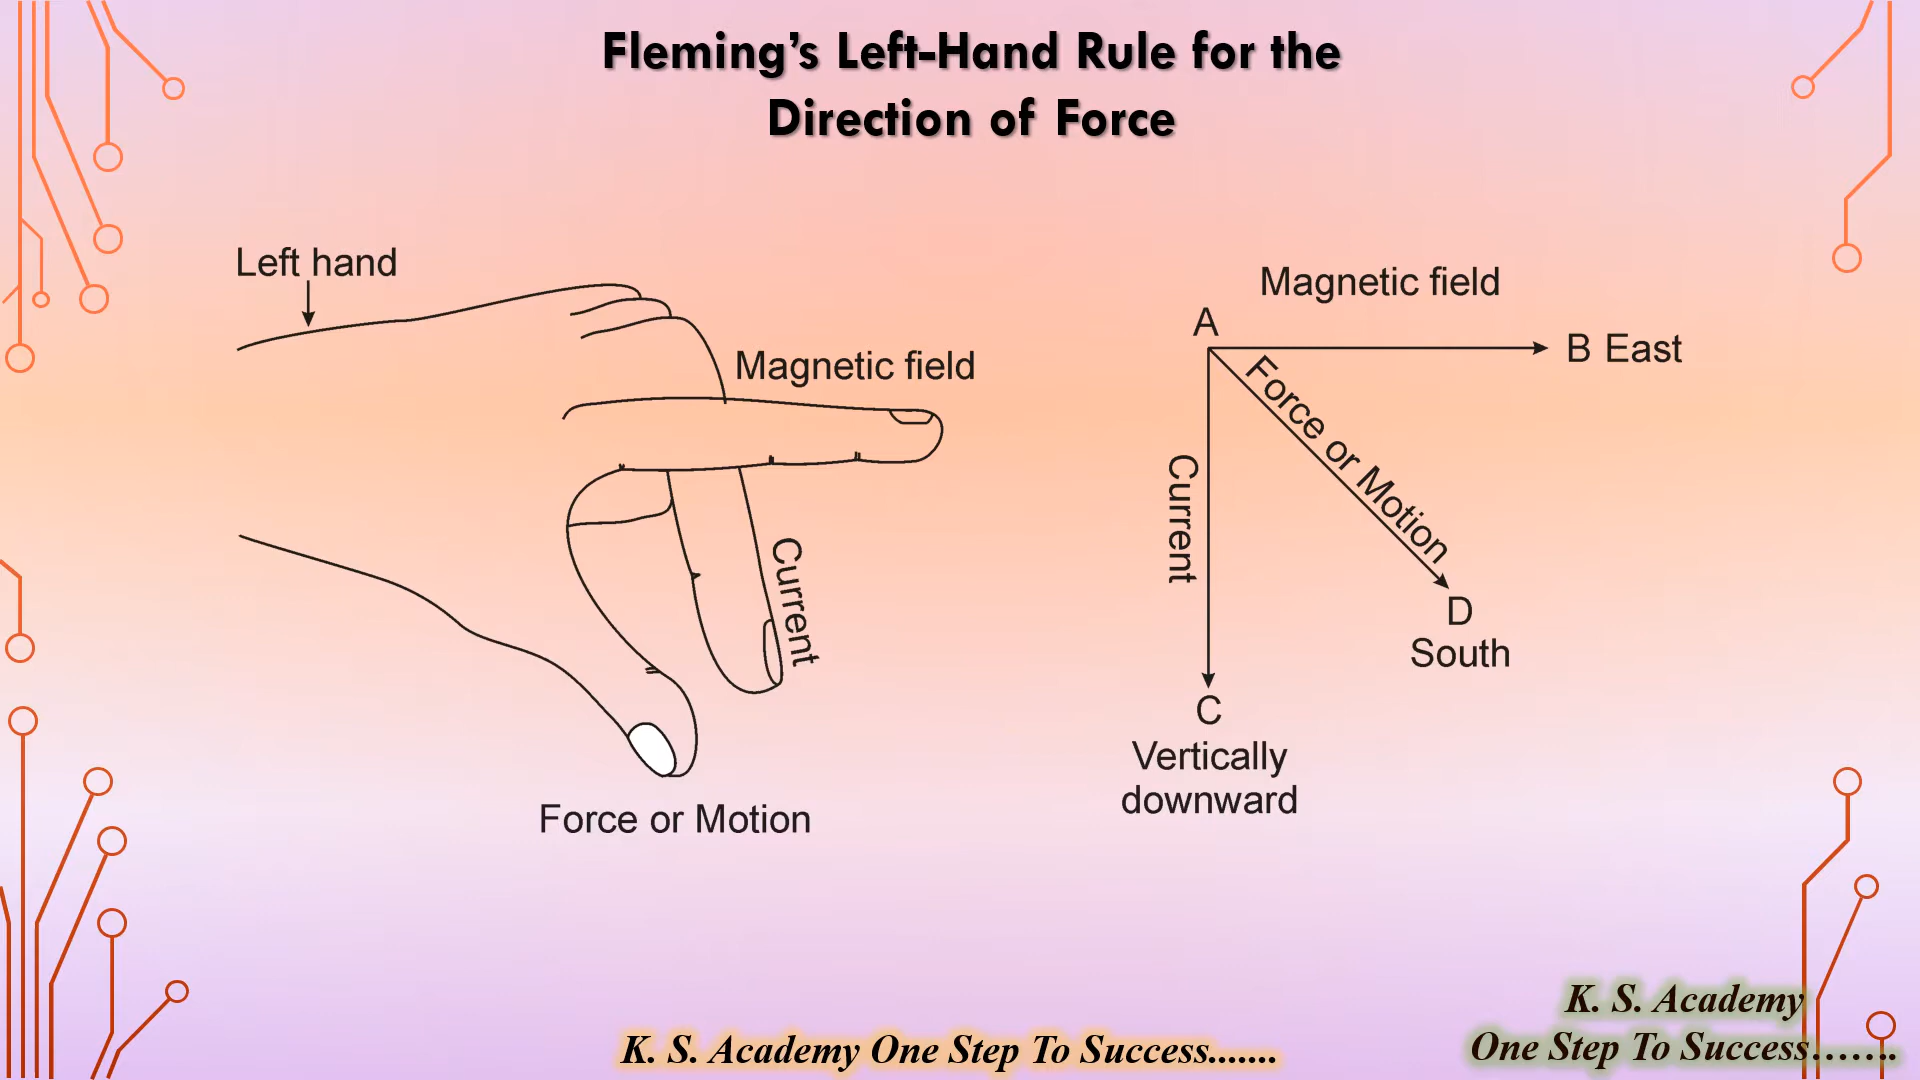 Fleming's Left-Hand Rule for the
Direction of Force
Left hand
Magnetic field
Current
Force or Motion
Magnetic field
A
B East
Force or Motion
Current
D
South
C
Vertically
downward
K. S. Academy One Step To Success.......
K. S. Academy
One Step To Success.......